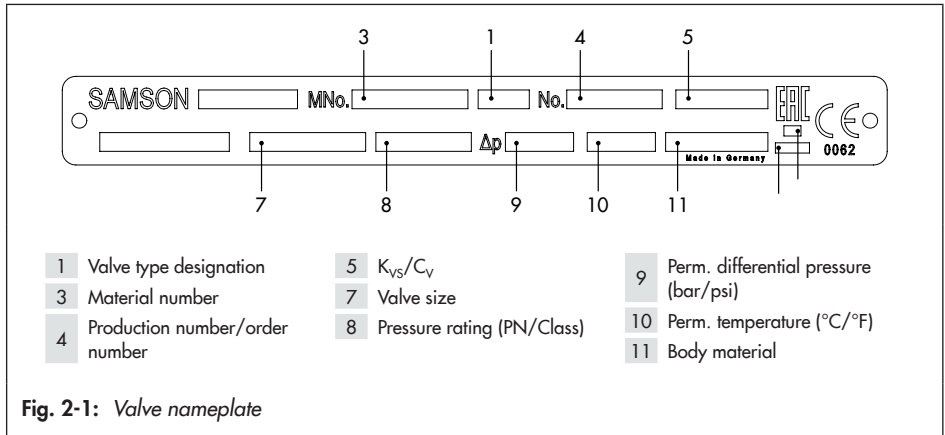 3 1 4 5
SAMSON MNo. No. EAC
Δp Made in Germany CE 0062
7 8 9 10 11
1 Valve type designation
3 Material number
4 Production number/order
number
5 KVS/CV
7 Valve size
8 Pressure rating (PN/Class)
9 Perm. differential pressure
(bar/psi)
10 Perm. temperature (°C/°F)
11 Body material
Fig. 2-1: Valve nameplate